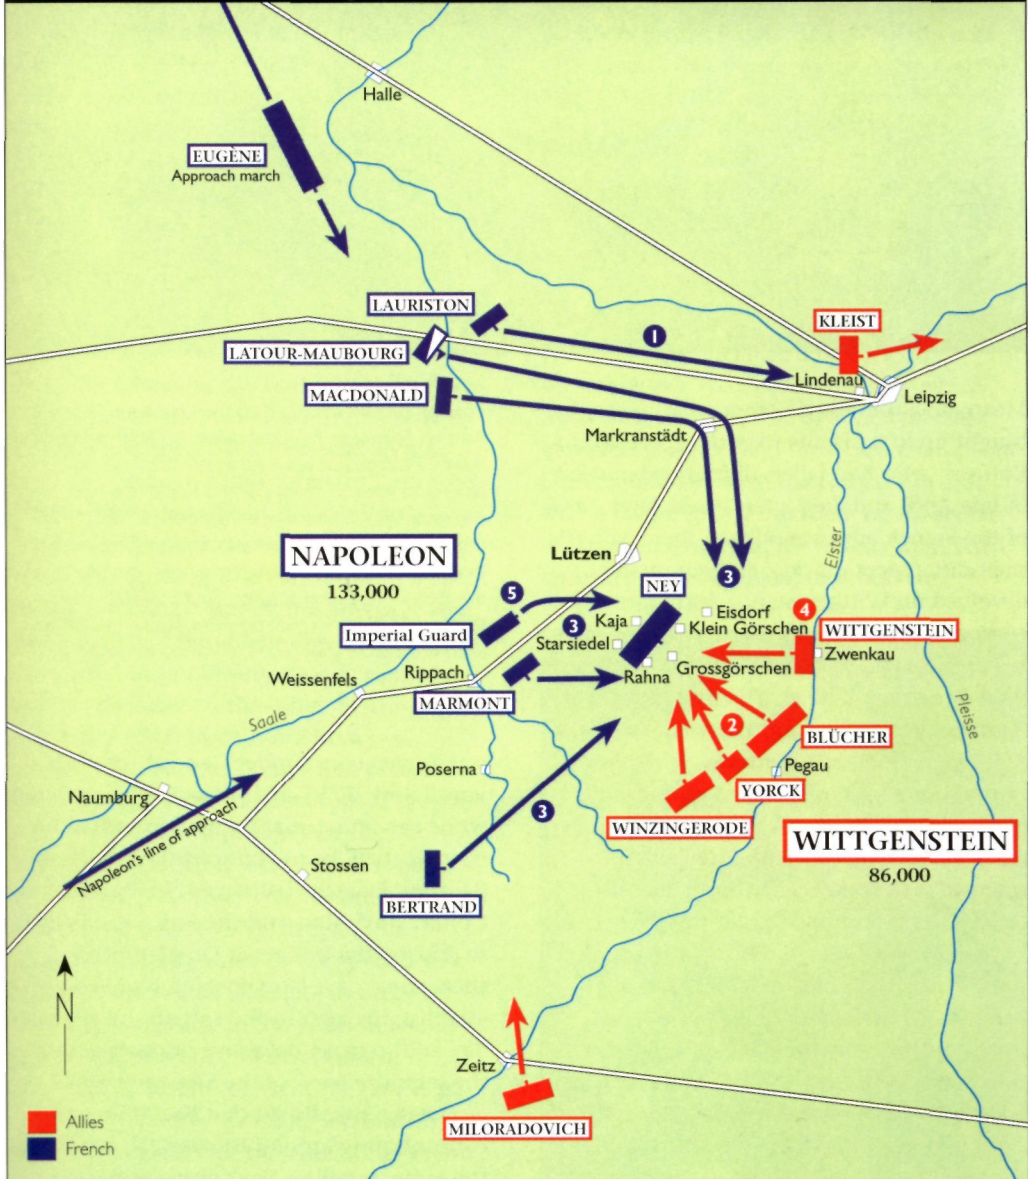 Halle
EUGÈNE
Approach march
LAURISTON
KLEIST
1
LATOUR-MAUBOURG
Lindenau
MACDONALD
Leipzig
Markranstädt
Elster
Lützen
NAPOLEON
133,000
3
NEY
5
Eisdorf
4
Kaja
Klein Görschen
WITTGENSTEIN
Imperial Guard
3
Starsiedel
Zwenkau
Grossgörschen
Rippach
Rahna
Weissenfels
MARMONT
Pleisse
Saale
2
BLÜCHER
Poserna
Pegau
YORCK
Naumburg
Napoleon's line of approach
3
WINZINGERODE
WITTGENSTEIN
86,000
Stossen
BERTRAND
N
Zeitz
Allies
MILORADOVICH
French